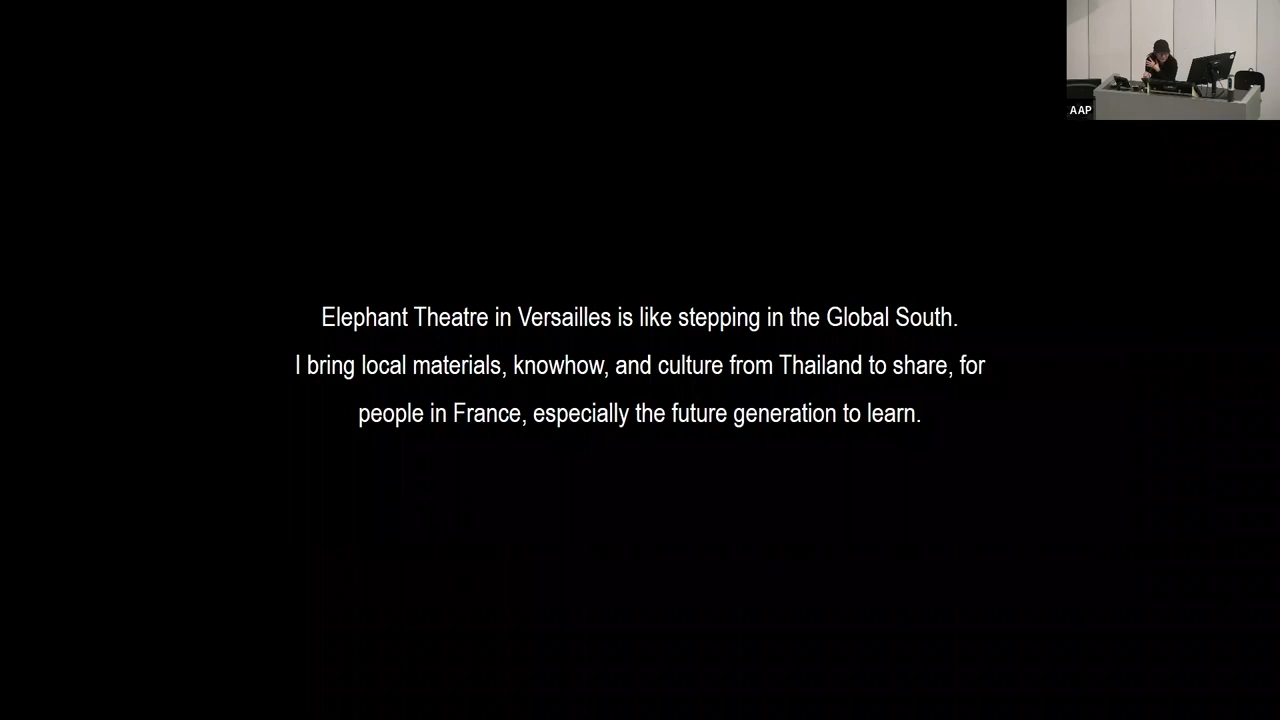 AAP
Elephant Theatre in Versailles is like stepping in the Global South.
I bring local materials, knowhow, and culture from Thailand to share, for
people in France, especially the future generation to learn.